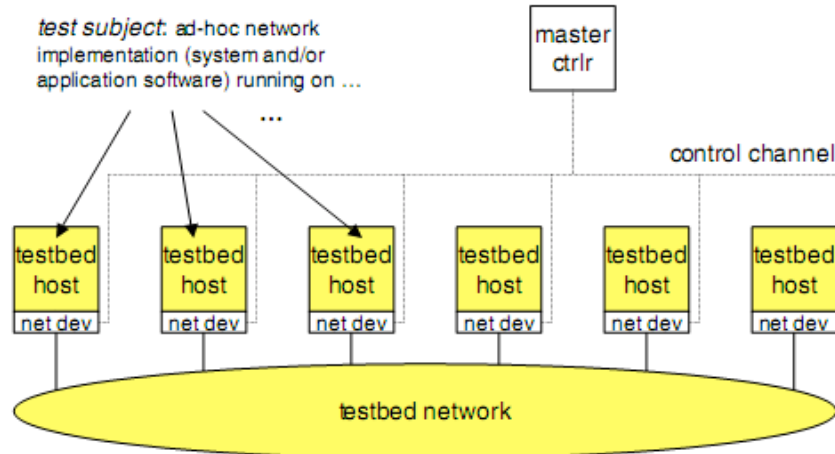 test subject: ad-hoc network
implementation (system and/or
application software) running on …
...
master
ctrlr
control channel
testbed
host
net dev
testbed
host
net dev
testbed
host
net dev
testbed
host
net dev
testbed
host
net dev
testbed
host
net dev
testbed network